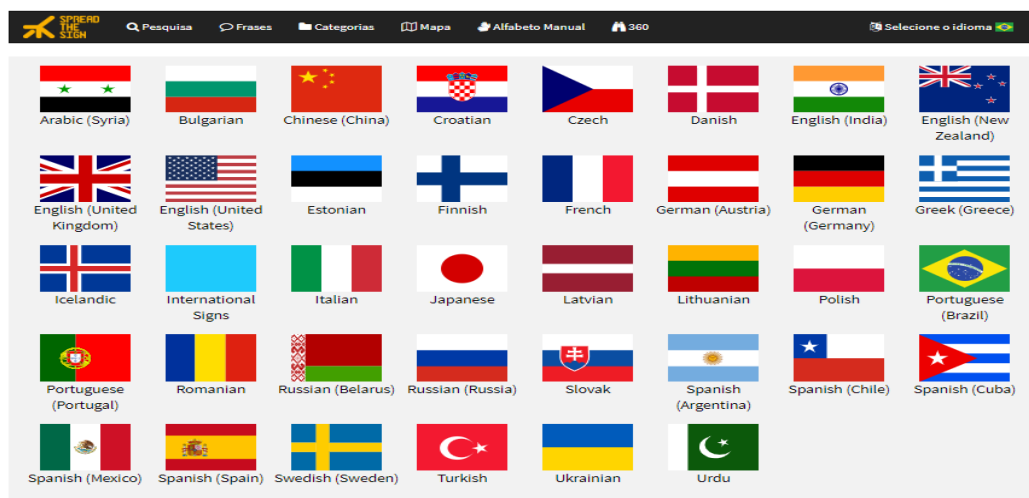 SPREAD
THE
SIGN
Pesquisa Frases Categorias Mapa Alfabeto Manual 360 Selecione o idioma
Arabic (Syria) Bulgarian Chinese (China) Croatian Czech Danish English (India) English (New
Zealand)
English (United English (United Estonian Finnish French German (Austria) German Greek (Greece)
Kingdom) States) (Germany)
Icelandic International Italian Japanese Latvian Lithuanian Polish Portuguese
Signs (Brazil)
Portuguese Romanian Russian (Belarus) Russian (Russia) Slovak Spanish Spanish (Chile) Spanish (Cuba)
(Portugal) (Argentina)
Spanish (Mexico) Spanish (Spain) Swedish (Sweden) Turkish Ukrainian Urdu